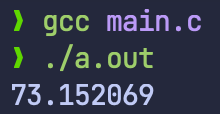 ❯ gcc main.c
❯ ./a.out
73.152069